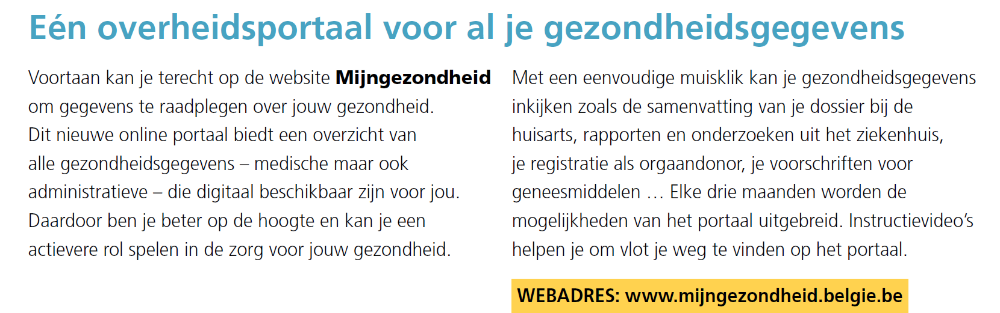 Eén overheidsportaal voor al je gezondheidsgegevens
Voortaan kan je terecht op de website Mijngezondheid
om gegevens te raadplegen over jouw gezondheid.
Dit nieuwe online portaal biedt een overzicht van
alle gezondheidsgegevens – medische maar ook
administratieve – die digitaal beschikbaar zijn voor jou.
Daardoor ben je beter op de hoogte en kan je een
actievere rol spelen in de zorg voor jouw gezondheid.
Met een eenvoudige muisklik kan je gezondheidsgegevens
inkijken zoals de samenvatting van je dossier bij de
huisarts, rapporten en onderzoeken uit het ziekenhuis,
je registratie als orgaandonor, je voorschriften voor
geneesmiddelen … Elke drie maanden worden de
mogelijkheden van het portaal uitgebreid. Instructievideo’s
helpen je om vlot je weg te vinden op het portaal.
WEBADRES: www.mijngezondheid.belgie.be